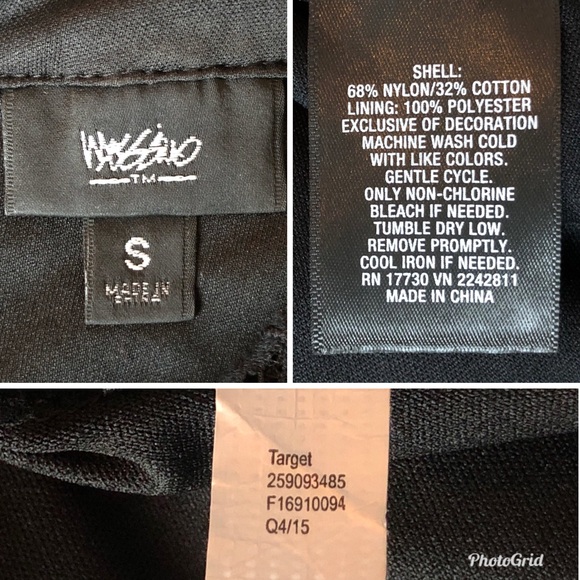 Mossimo
TM
S
MADE IN
CHINA
SHELL:
68% NYLON/32% COTTON
LINING: 100% POLYESTER
EXCLUSIVE OF DECORATION
MACHINE WASH COLD
WITH LIKE COLORS.
GENTLE CYCLE.
ONLY NON-CHLORINE
BLEACH IF NEEDED.
TUMBLE DRY LOW.
REMOVE PROMPTLY.
COOL IRON IF NEEDED.
RN 17730 VN 2242811
MADE IN CHINA
Target
259093485
F16910094
Q4/15
PhotoGrid